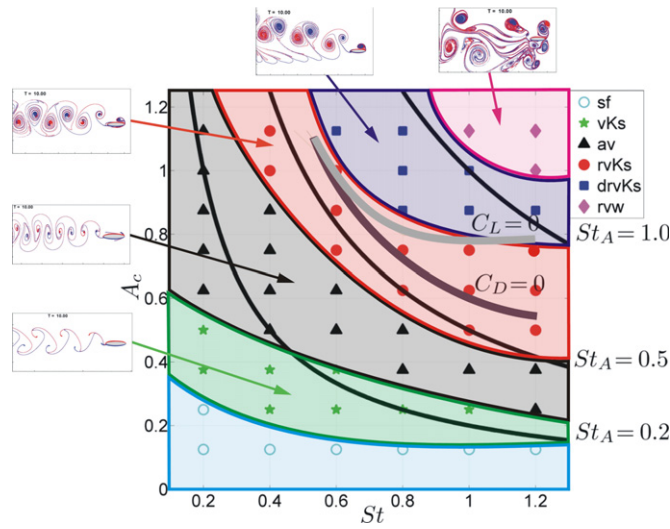 T = 10.00
T = 10.00
T = 10.00
T = 10.00
T = 10.00
sf
vKs
av
rvKs
drvKs
rvw
1.2
1
0.8
0.6
0.4
0.2
0
A_c
C_L=0
C_D=0
St_A=1.0
St_A=0.5
St_A=0.2
0.2 0.4 0.6 0.8 1 1.2
St